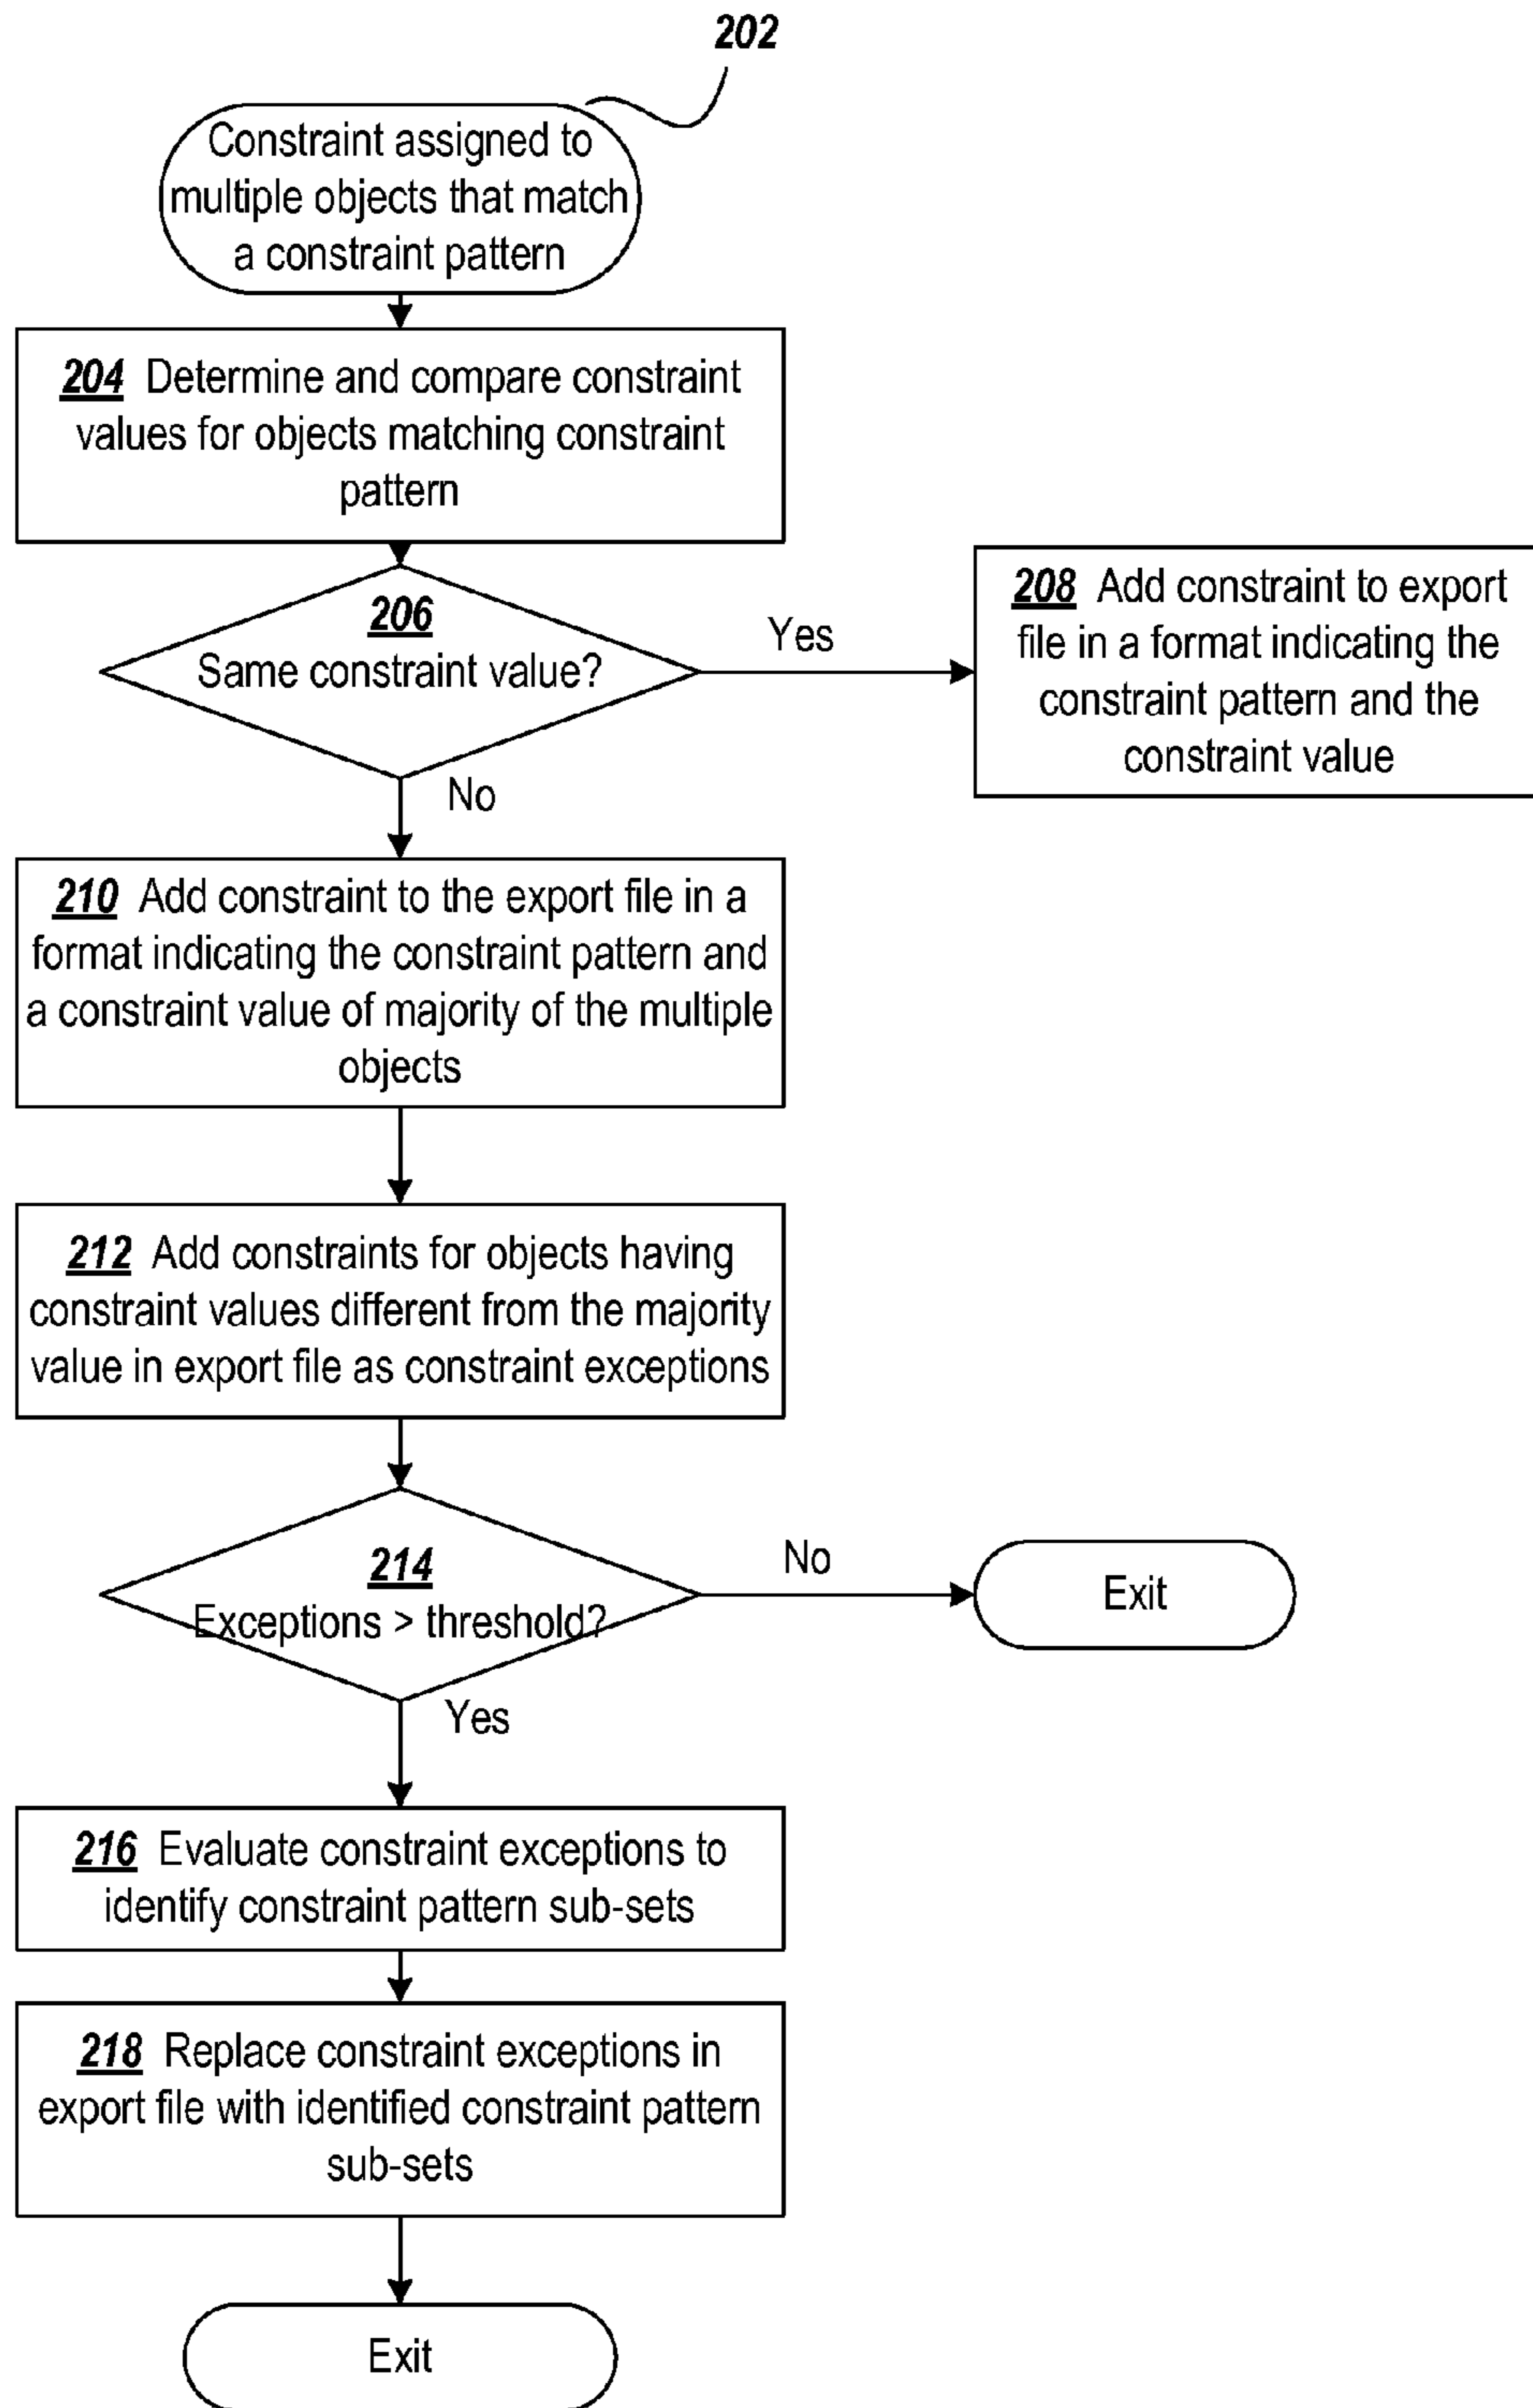 202
Constraint assigned to
multiple objects that match
a constraint pattern
204 Determine and compare constraint
values for objects matching constraint
pattern
206
Same constraint value?
Yes
208 Add constraint to export
file in a format indicating the
constraint pattern and the
constraint value
No
210 Add constraint to the export file in a
format indicating the constraint pattern and
a constraint value of majority of the multiple
objects
212 Add constraints for objects having
constraint values different from the majority
value in export file as constraint exceptions
214
Exceptions > threshold?
No
Exit
Yes
216 Evaluate constraint exceptions to
identify constraint pattern sub-sets
218 Replace constraint exceptions in
export file with identified constraint pattern
sub-sets
Exit